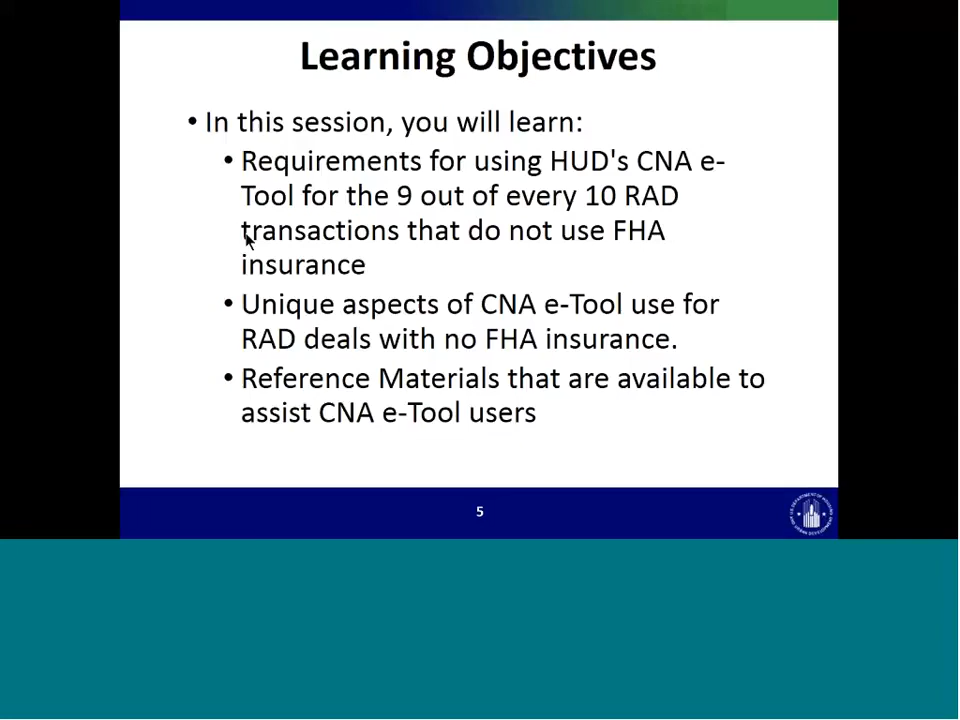 Learning Objectives
• In this session, you will learn:
• Requirements for using HUD's CNA e-
Tool for the 9 out of every 10 RAD
transactions that do not use FHA
insurance
• Unique aspects of CNA e-Tool use for
RAD deals with no FHA insurance.
• Reference Materials that are available to
assist CNA e-Tool users
5